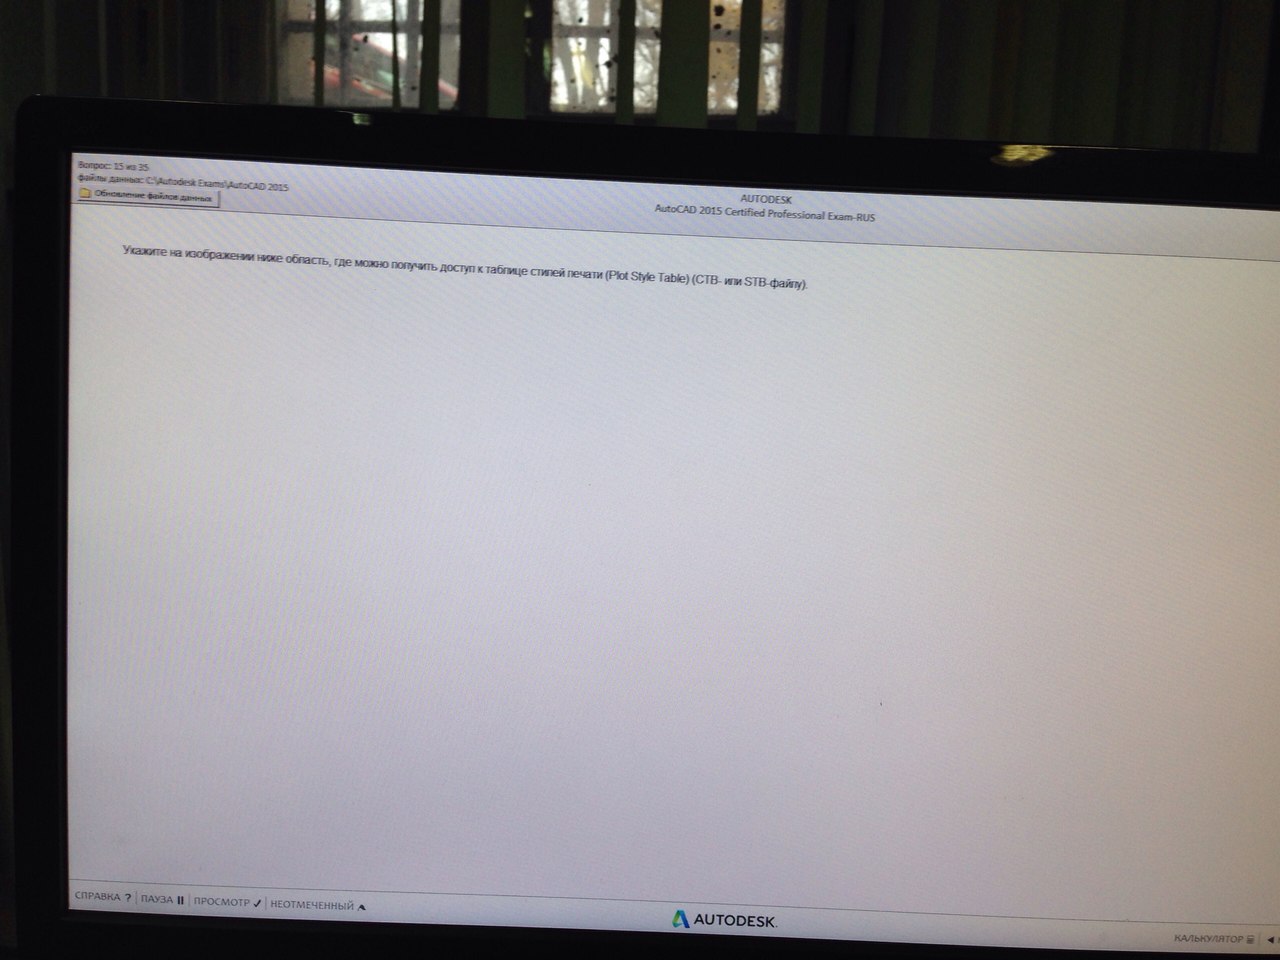 Вопрос: 15 из 35
файлы данных: C:\Autodesk Exams\AutoCAD 2015
Обновление файлов данных
AUTODESK
AutoCAD 2015 Certified Professional Exam-RUS
Укажите на изображении ниже область, где можно получить доступ к таблице стилей печати (Plot Style Table) (CTB- или STB-файлу).
СПРАВКА ? | ПАУЗА | ПРОСМОТР ✓ | НЕОТМЕЧЕННЫЙ
AUTODESK.
КАЛЬКУЛЯТОР